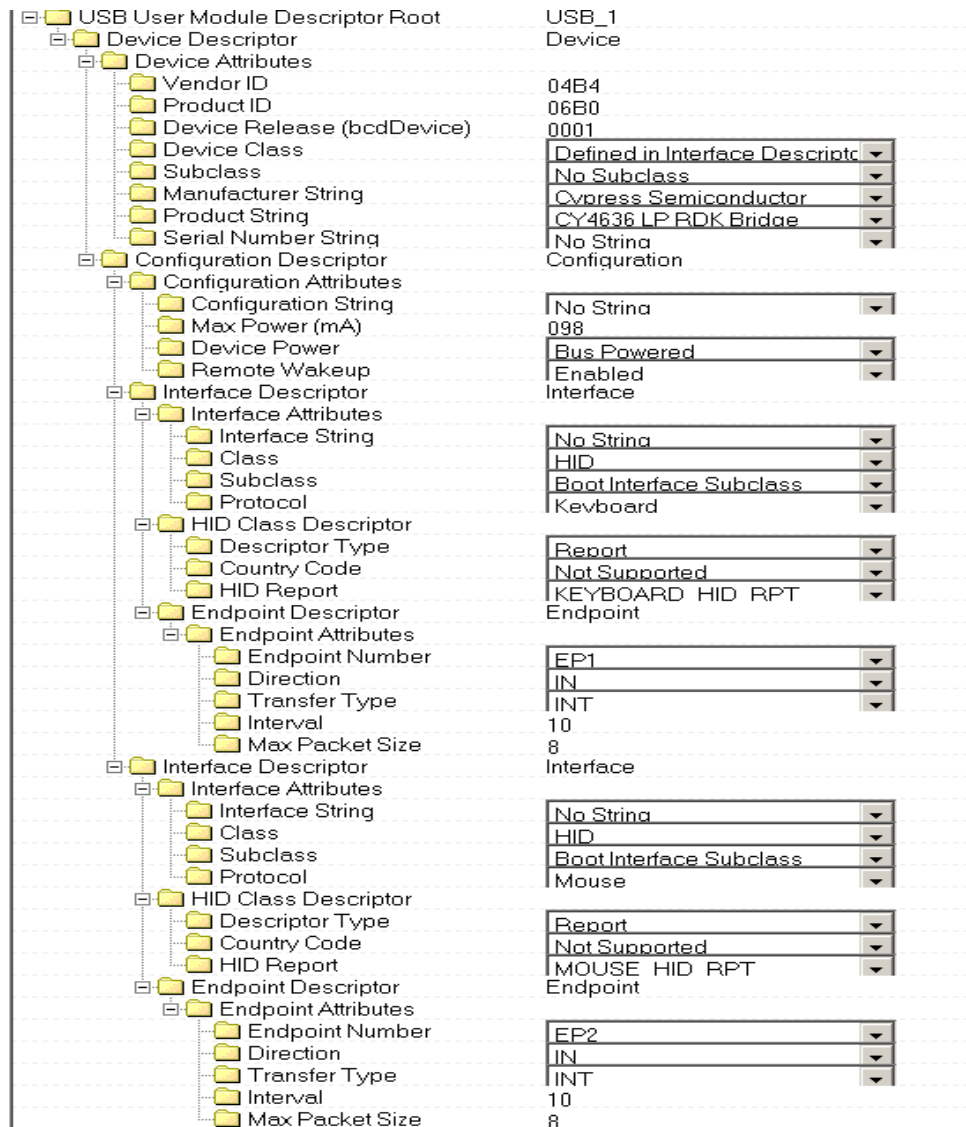 USB User Module Descriptor Root USB_1
Device Descriptor Device
Device Attributes
Vendor ID 04B4
Product ID 06B0
Device Release (bcdDevice) 0001
Device Class Defined in Interface Descripto
Subclass No Subclass
Manufacturer String Cypress Semiconductor
Product String CY4636 LP RDK Bridge
Serial Number String No String
Configuration Descriptor Configuration
Configuration Attributes
Configuration String No String
Max Power (mA) 098
Device Power Bus Powered
Remote Wakeup Enabled
Interface Descriptor Interface
Interface Attributes
Interface String No String
Class HID
Subclass Boot Interface Subclass
Protocol Keyboard
HID Class Descriptor
Descriptor Type Report
Country Code Not Supported
HID Report KEYBOARD_HID_RPT
Endpoint Descriptor Endpoint
Endpoint Attributes
Endpoint Number EP1
Direction IN
Transfer Type INT
Interval 10
Max Packet Size 8
Interface Descriptor Interface
Interface Attributes
Interface String No String
Class HID
Subclass Boot Interface Subclass
Protocol Mouse
HID Class Descriptor
Descriptor Type Report
Country Code Not Supported
HID Report MOUSE_HID_RPT
Endpoint Descriptor Endpoint
Endpoint Attributes
Endpoint Number EP2
Direction IN
Transfer Type INT
Interval 10
Max Packet Size 8